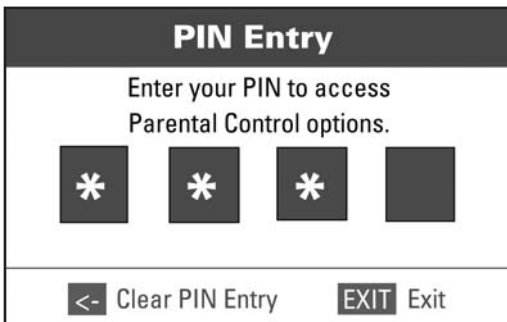 PIN Entry
Enter your PIN to access
Parental Control options.
* * *
<- Clear PIN Entry EXIT Exit